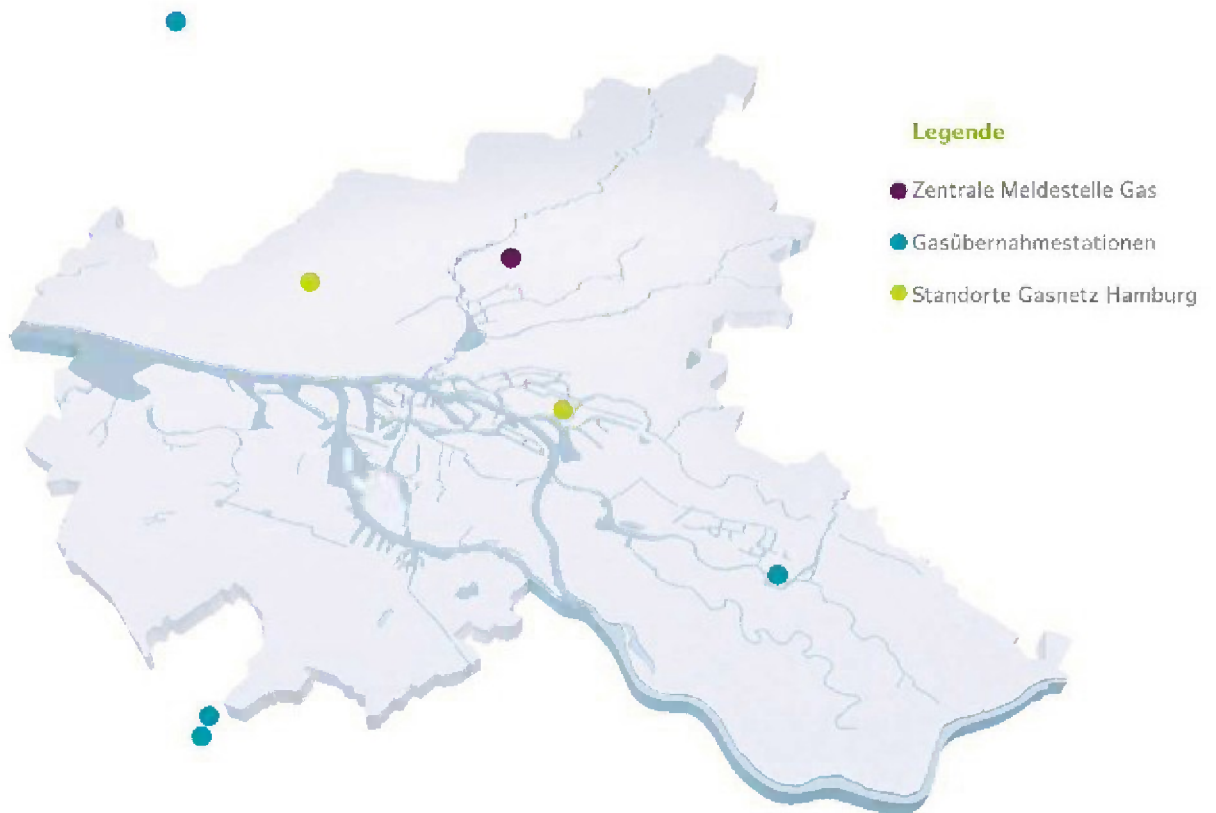 Legende
Zentrale Meldestelle Gas
Gasübernahmestationen
Standorte Gasnetz Hamburg